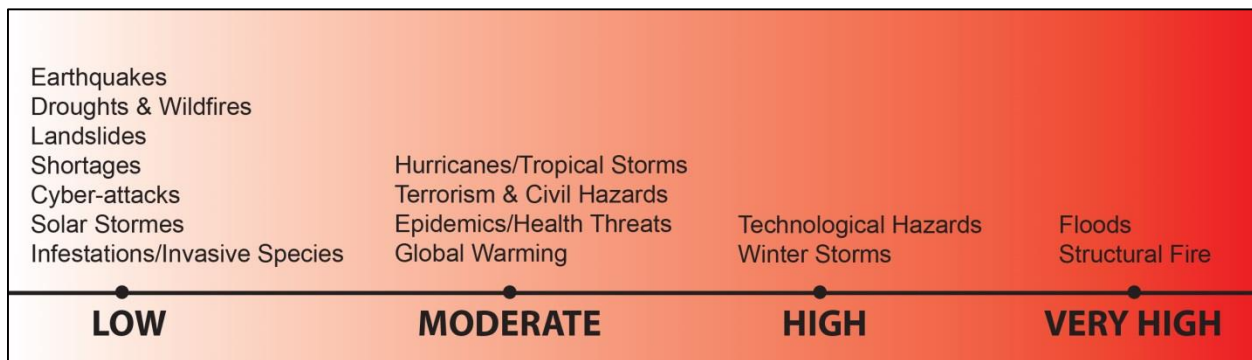 Earthquakes
Droughts & Wildfires
Landslides
Shortages
Cyber-attacks
Solar Stormes
Infestations/Invasive Species
LOW
Hurricanes/Tropical Storms
Terrorism & Civil Hazards
Epidemics/Health Threats
Global Warming
MODERATE
Technological Hazards
Winter Storms
HIGH
Floods
Structural Fire
VERY HIGH